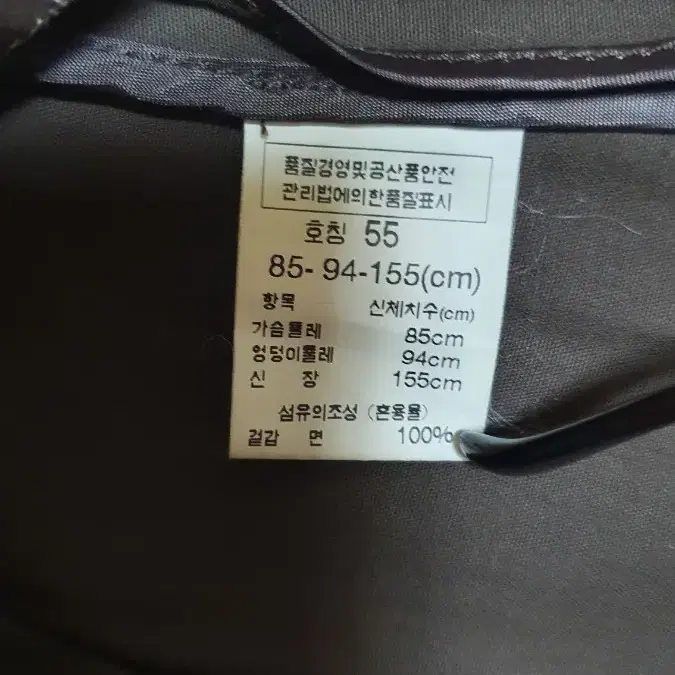 품질경영및공산품안전
관리법에의한품질표시
호칭 55
85- 94-155(cm)
항목 신체치수(cm)
가슴둘레 85cm
엉덩이둘레 94cm
신 장 155cm
섬유의조성 (혼용율)
겉감 면 100%